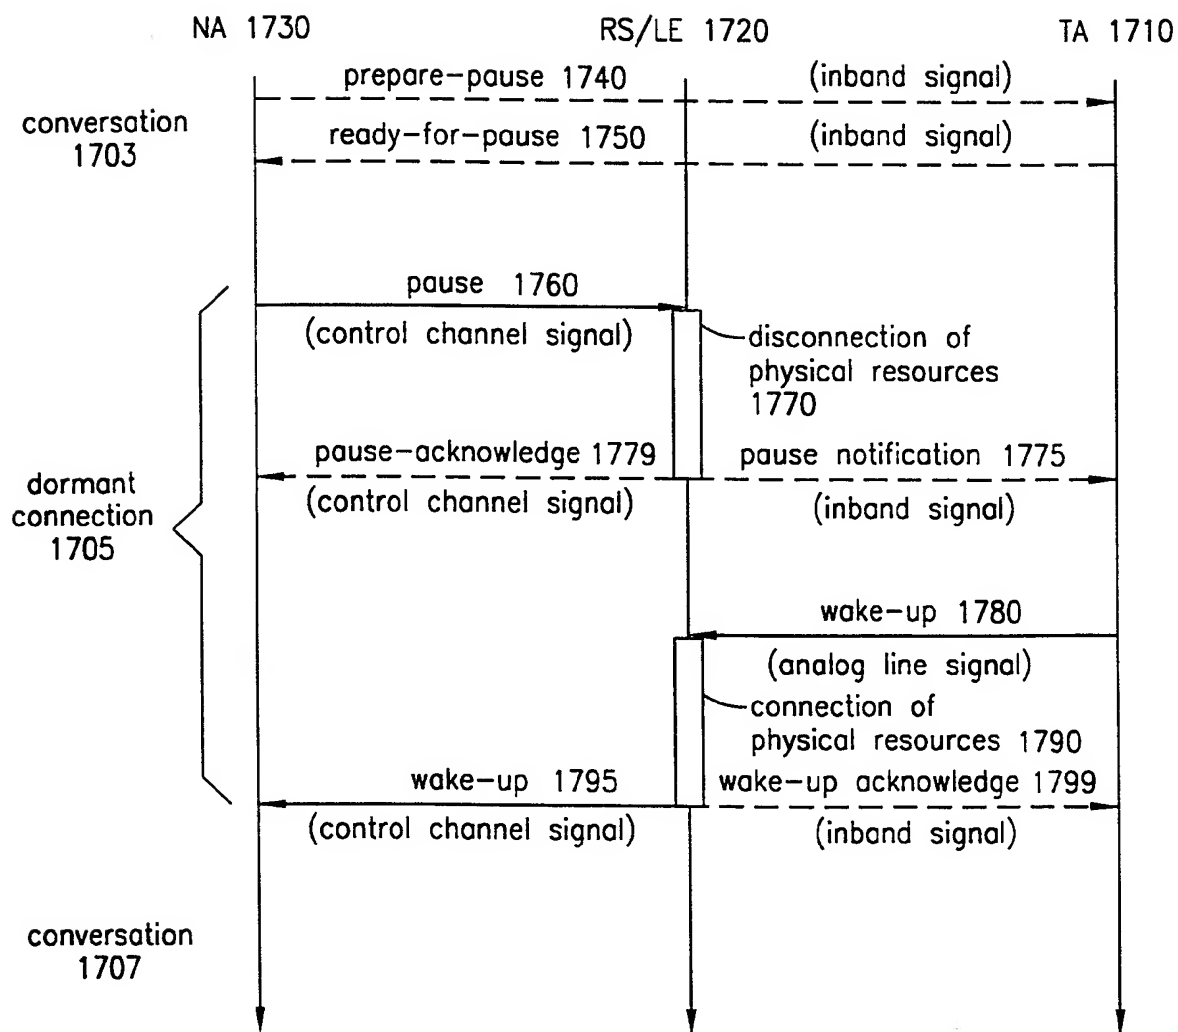 NA 1730 RS/LE 1720 TA 1710
prepare-pause 1740 (inband signal)
conversation
1703
ready-for-pause 1750 (inband signal)
pause 1760
(control channel signal)
disconnection of
physical resources
1770
pause-acknowledge 1779 pause notification 1775
(control channel signal) (inband signal)
dormant
connection
1705
wake-up 1780
(analog line signal)
connection of
physical resources 1790
wake-up 1795 wake-up acknowledge 1799
(control channel signal) (inband signal)
conversation
1707